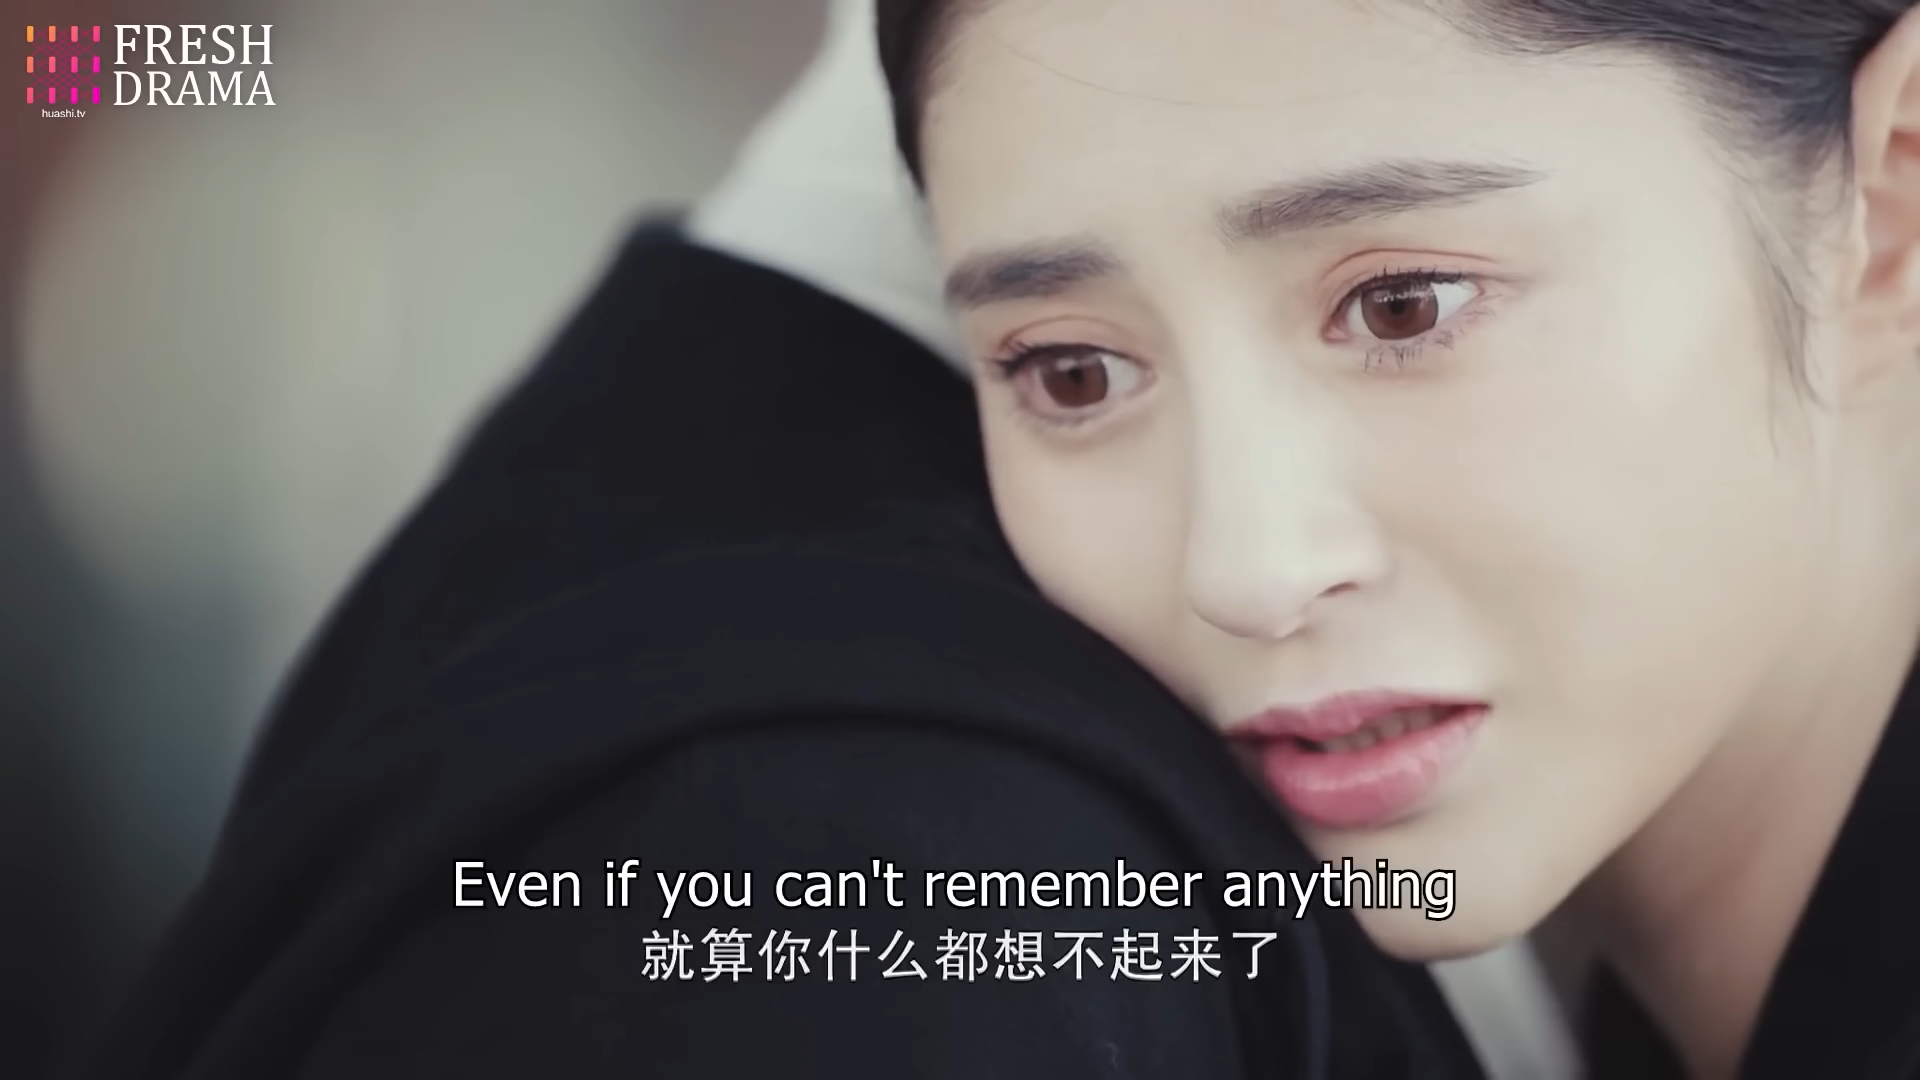 FRESH
DRAMA
huashi.tv
Even if you can't remember anything
就算你什么都想不起来了